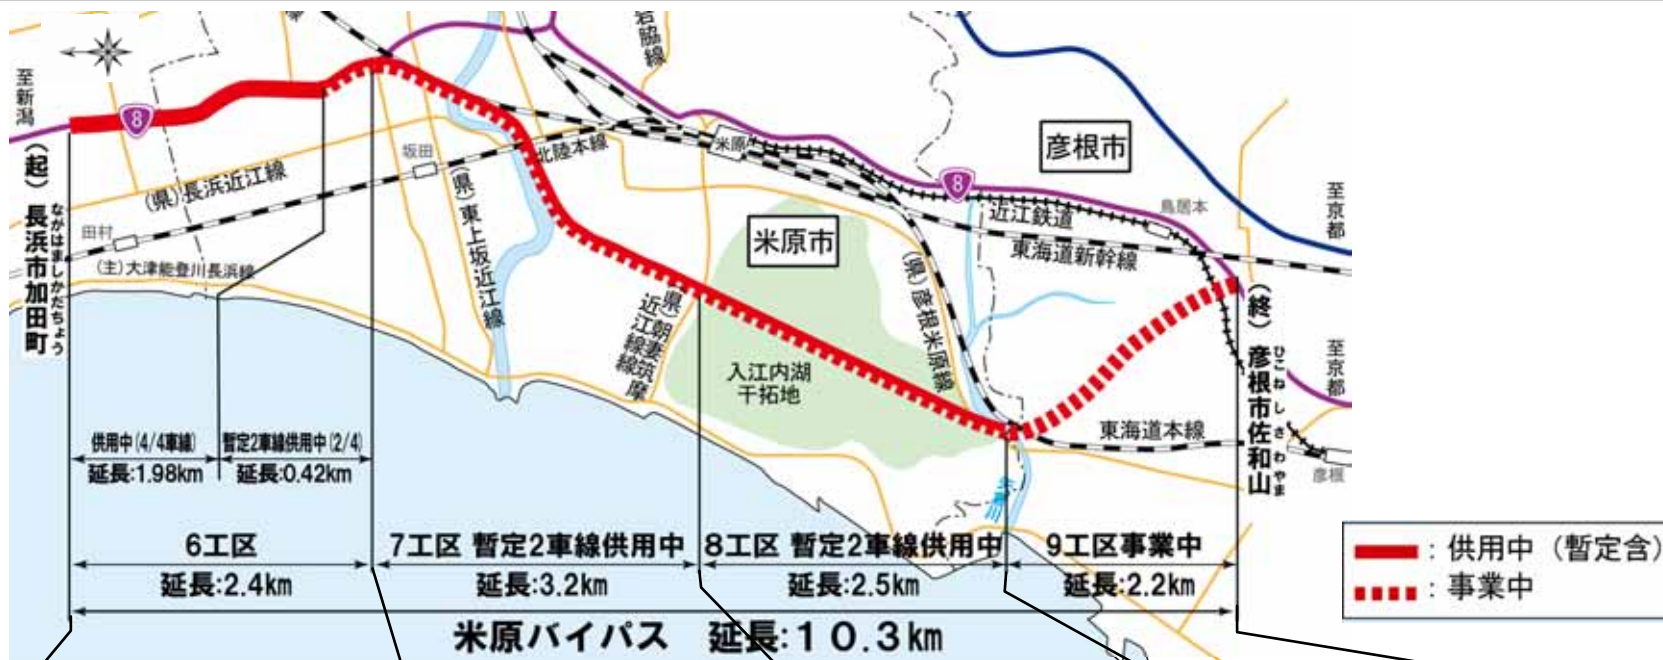 至新潟
8
(起)長浜市加田町
ながはましかだちょう
(県)長浜近江線
田村
(主)大津能登川長浜線
坂田
(県)東上坂近江線
北陸本線
岩脇線
米原
米原市
彦根市
8
近江鉄道
鳥居本
東海道新幹線
至京都
(県)朝妻筑摩
近江線
入江内湖
干拓地
(県)彦根米原線
東海道本線
至京都
彦根
(終)彦根市佐和山
ひこねしさわやま
供用中(4/4車線)
延長:1.98km
暫定2車線供用中(2/4)
延長:0.42km
6工区
延長:2.4km
7工区 暫定2車線供用中
延長:3.2km
8工区 暫定2車線供用中
延長:2.5km
9工区事業中
延長:2.2km
米原バイパス 延長:10.3km
:供用中(暫定含)
:事業中